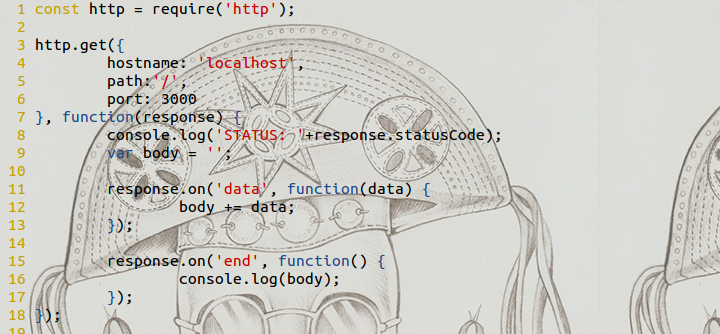 1 const http = require('http');
2
3 http.get({
4         hostname: 'localhost',
5         path:'/',
6         port: 3000
7 }, function(response) {
8         console.log('STATUS: '+response.statusCode);
9         var body = '';
10
11         response.on('data', function(data) {
12                 body += data;
13         });
14
15         response.on('end', function() {
16                 console.log(body);
17         });
18 });
19